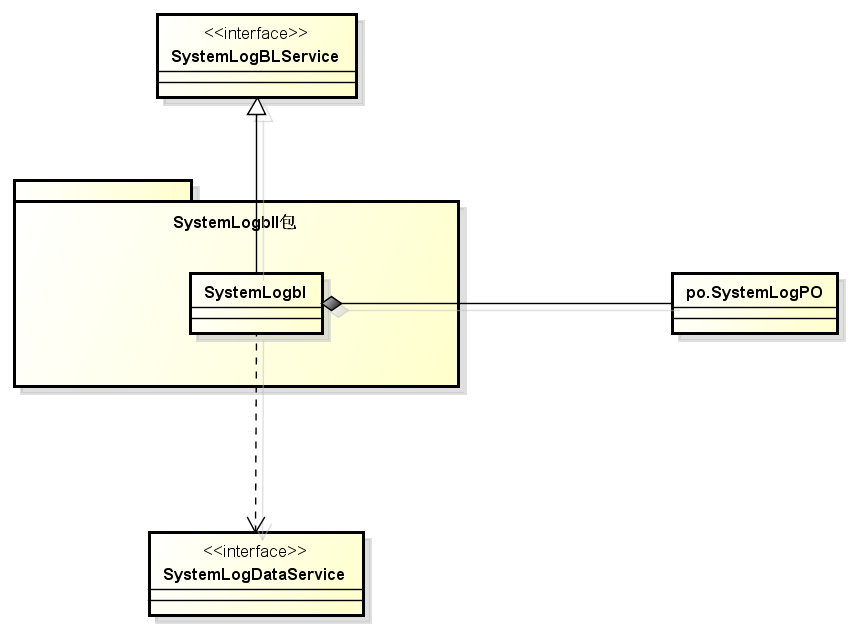 <<interface>>
SystemLogBLService
SystemLogbll包
SystemLogbl
po.SystemLogPO
<<interface>>
SystemLogDataService